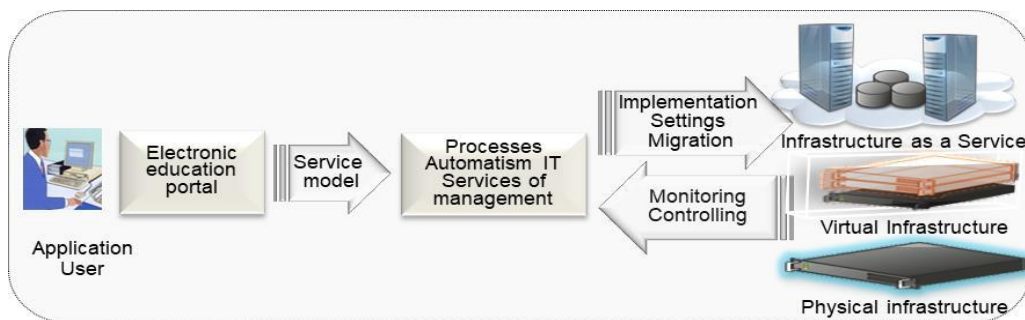 Application
User
Electronic
education
portal
Service
model
Processes
Automatism IT
Services of
management
Implementation
Settings
Migration
Monitoring
Controlling
Infrastructure as a Service
Virtual Infrastructure
Physical infrastructure